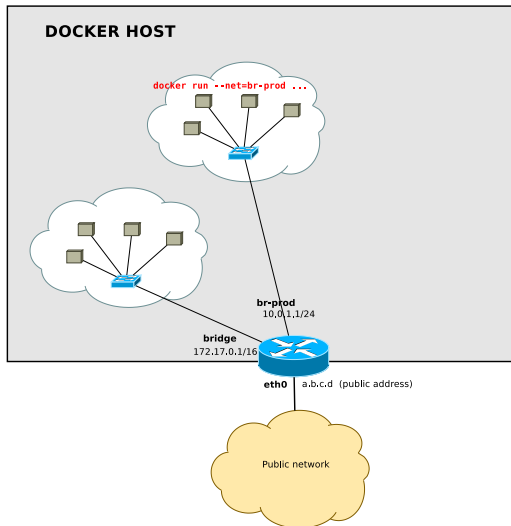 DOCKER HOST
docker run --net=br-prod ...
br-prod
10.0.1.1/24
bridge
172.17.0.1/16
eth0 a.b.c.d (public address)
Public network